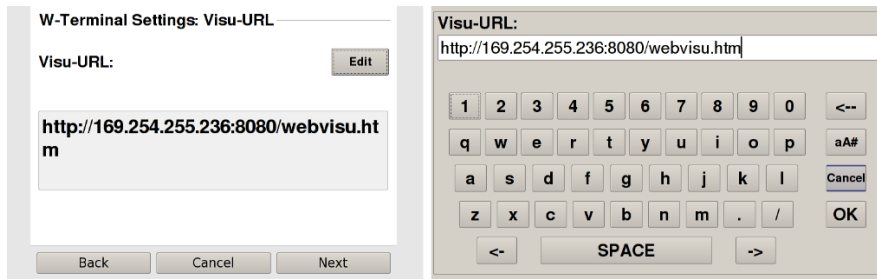 W-Terminal Settings: Visu-URL
Visu-URL:
Edit
http://169.254.255.236:8080/webvisu.ht
m
Back Cancel Next
Visu-URL:
http://169.254.255.236:8080/webvisu.htm
1 2 3 4 5 6 7 8 9 0 <--
q w e r t y u i o p aA#
a s d f g h j k l Cancel
z x c v b n m . / OK
<- SPACE ->